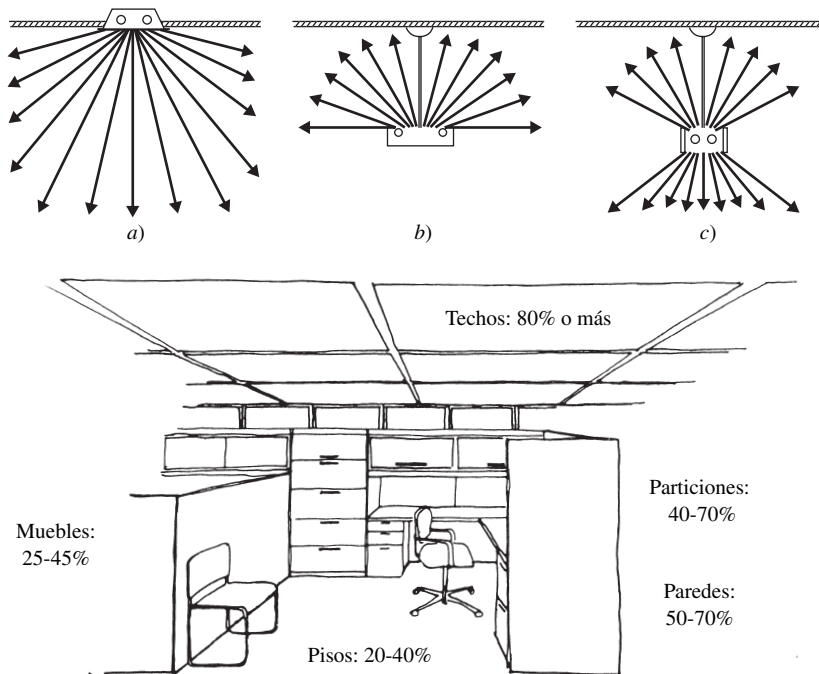 a)
b)
c)
Techos: 80% o más
Particiones:
40-70%
Muebles:
25-45%
Paredes:
50-70%
Pisos: 20-40%